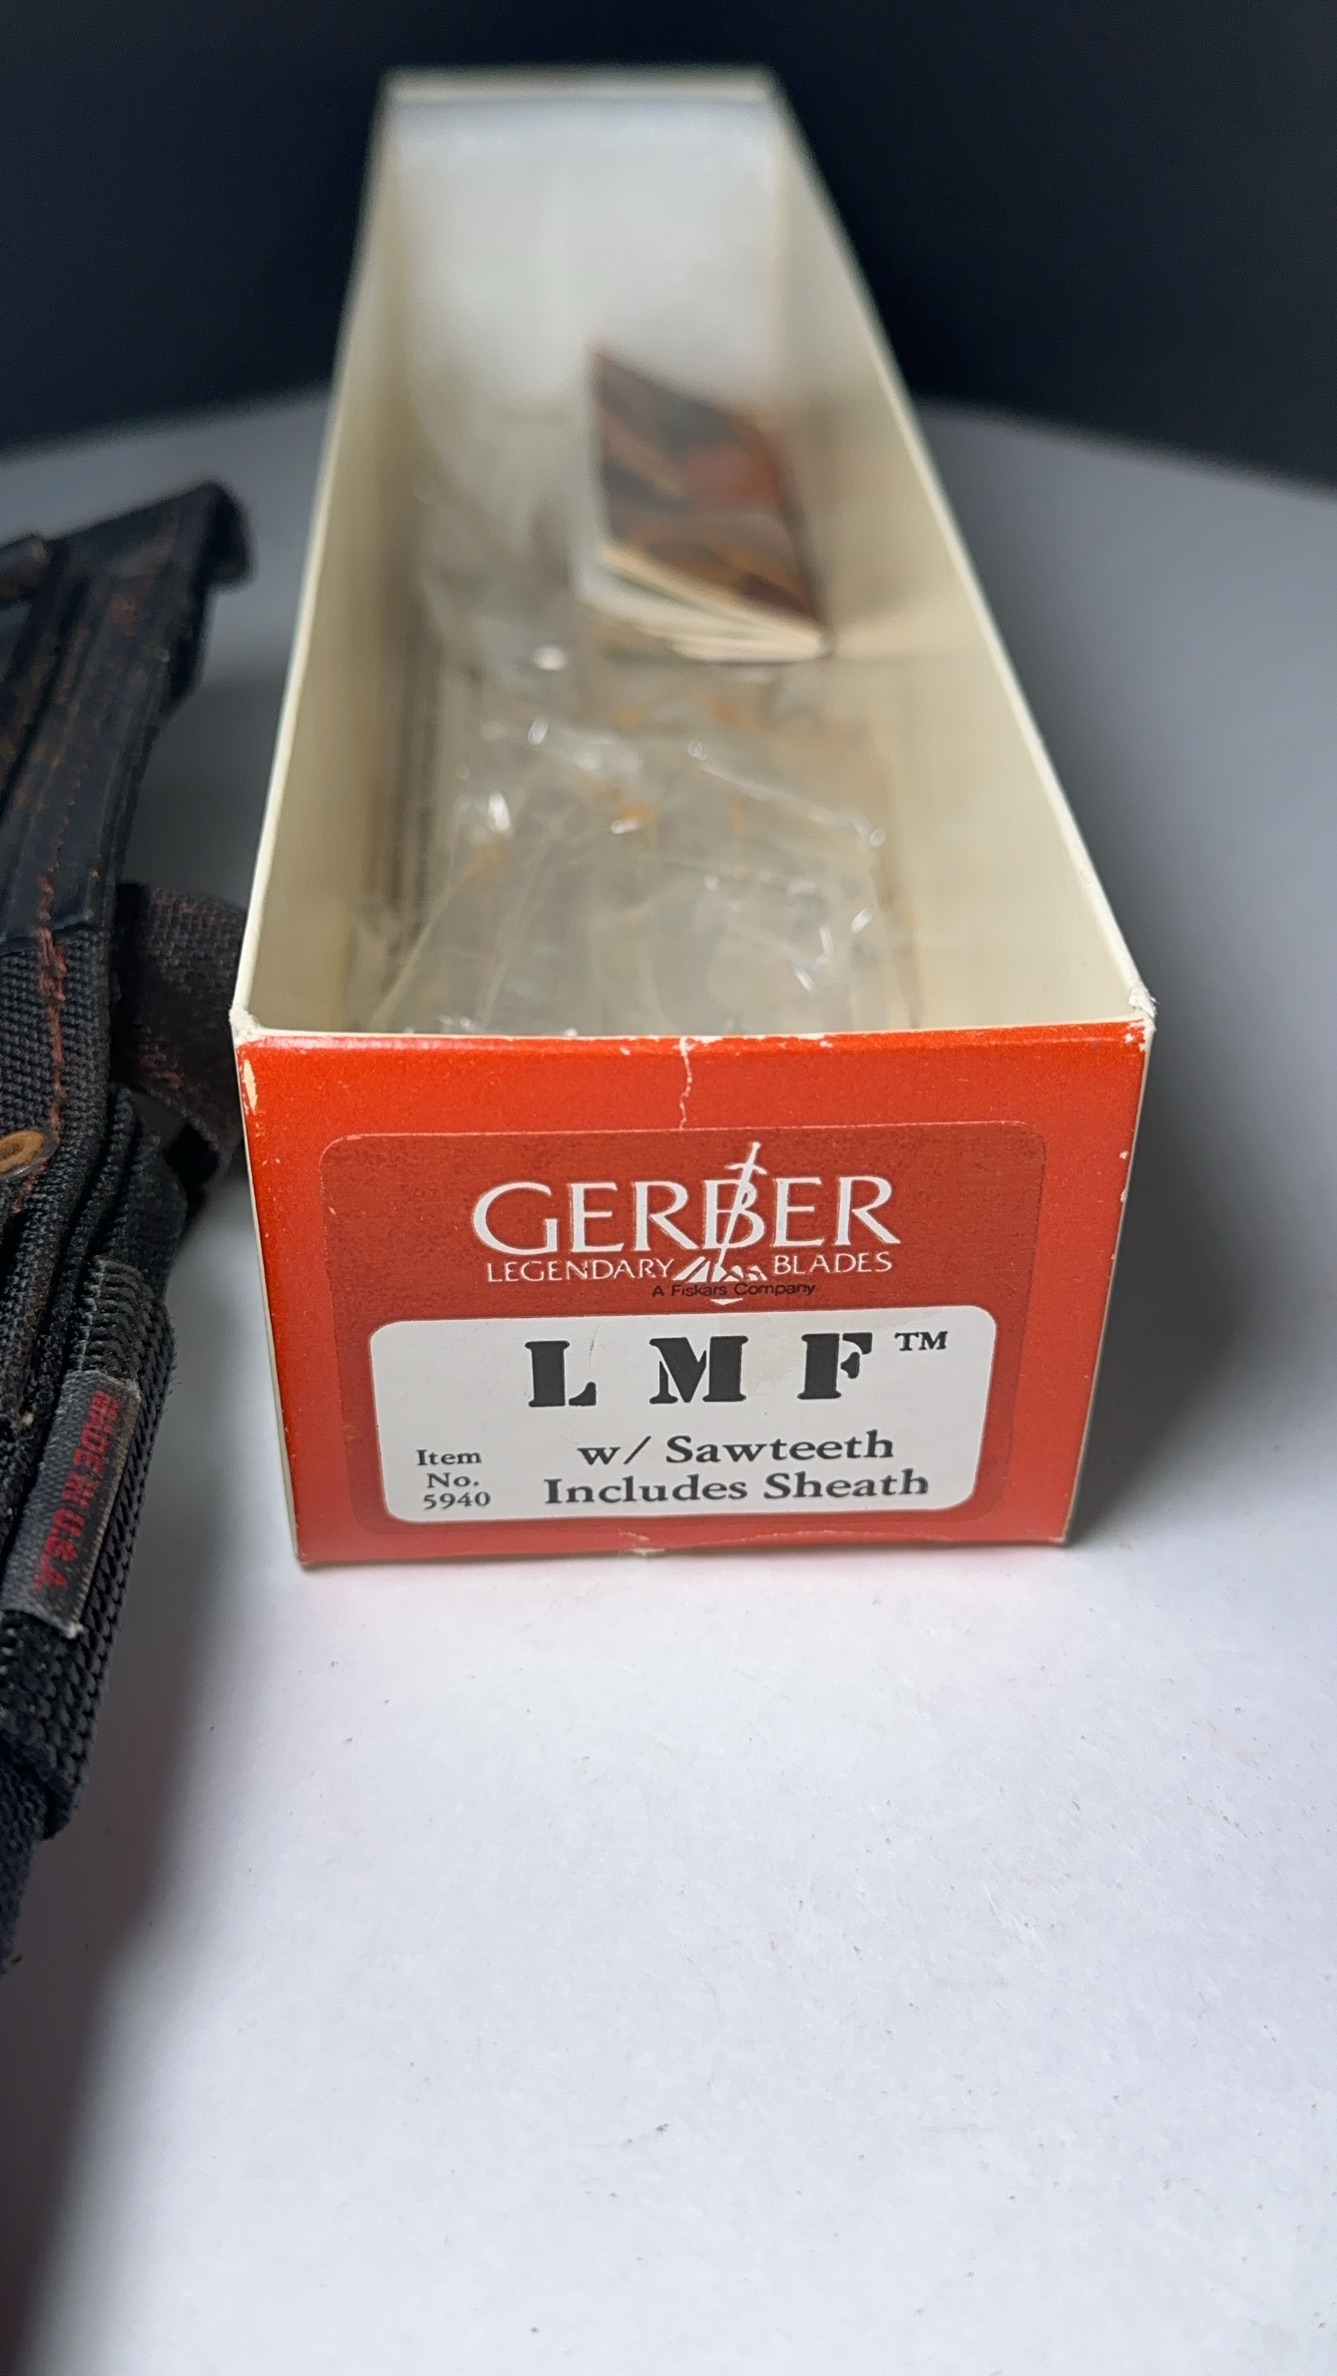 GERBER
LEGENDARY BLADES
A Fiskars Company
L M F™
w/ Sawteeth
Includes Sheath
Item
No.
5940
MADE IN U.S.A.